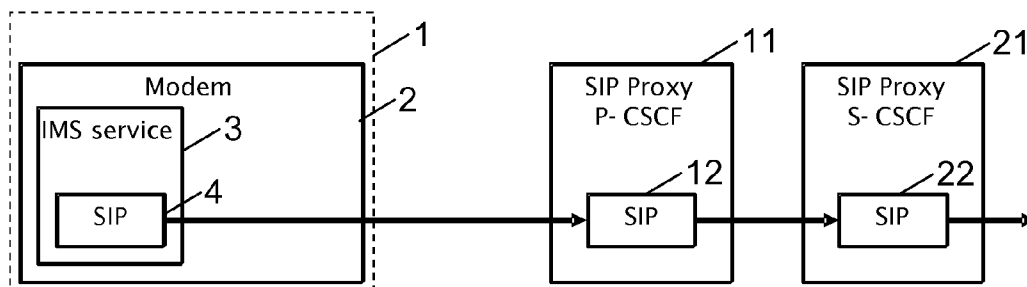 1
11
21
Modem
SIP Proxy
P- CSCF
SIP Proxy
S- CSCF
2
IMS service
3
4
12
22
SIP
SIP
SIP